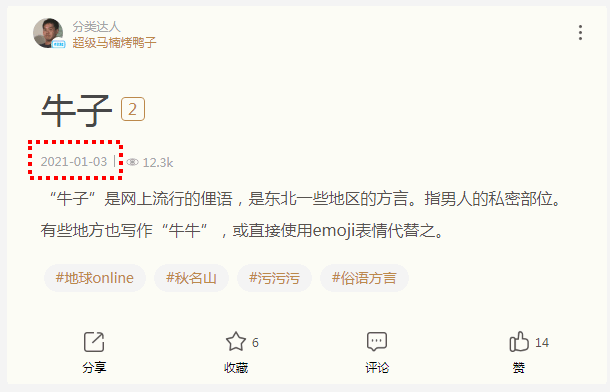 分类达人
超级马楠烤鸭子
牛子 2
2021-01-03 | 12.3k
“牛子”是网上流行的俚语，是东北一些地区的方言。指男人的私密部位。
有些地方也写作“牛牛”，或直接使用emoji表情代替之。
#地球online #秋名山 #污污污 #俗语方言
6 14
分享 收藏 评论 赞